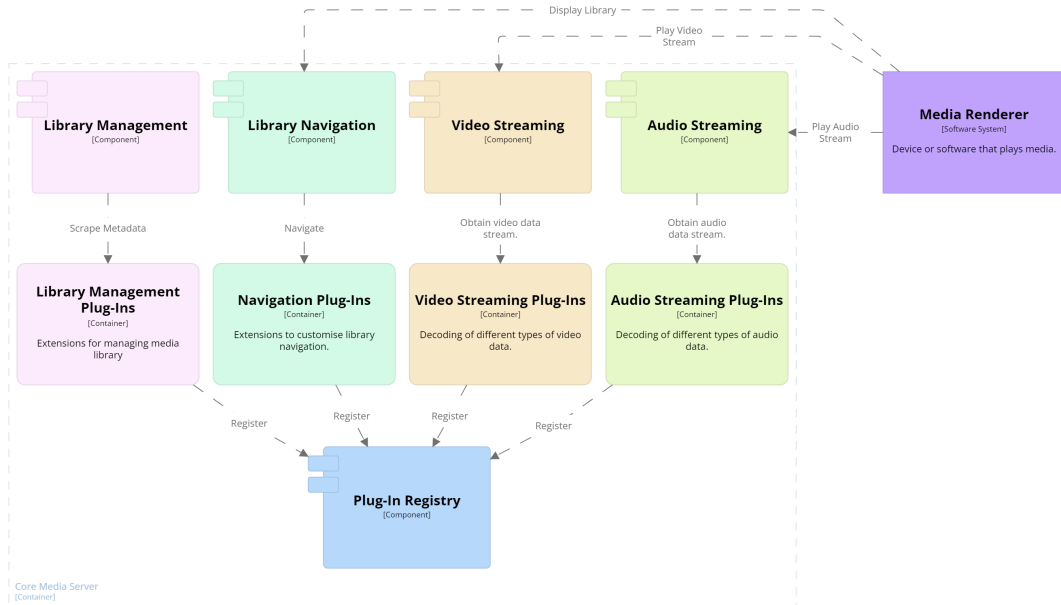 Display Library
Play Video
Stream
Library Management
[Component]
Library Navigation
[Component]
Video Streaming
[Component]
Audio Streaming
[Component]
Play Audio
Stream
Media Renderer
[Software System]
Device or software that plays media.
Scrape Metadata
Navigate
Obtain video data
stream.
Obtain audio
data stream.
Library Management
Plug-Ins
[Container]
Extensions for managing media
library
Navigation Plug-Ins
[Container]
Extensions to customise library
navigation.
Video Streaming Plug-Ins
[Container]
Decoding of different types of video
data.
Audio Streaming Plug-Ins
[Container]
Decoding of different types of audio
data.
Register
Register
Register
Register
Plug-In Registry
[Component]
Core Media Server
[Container]